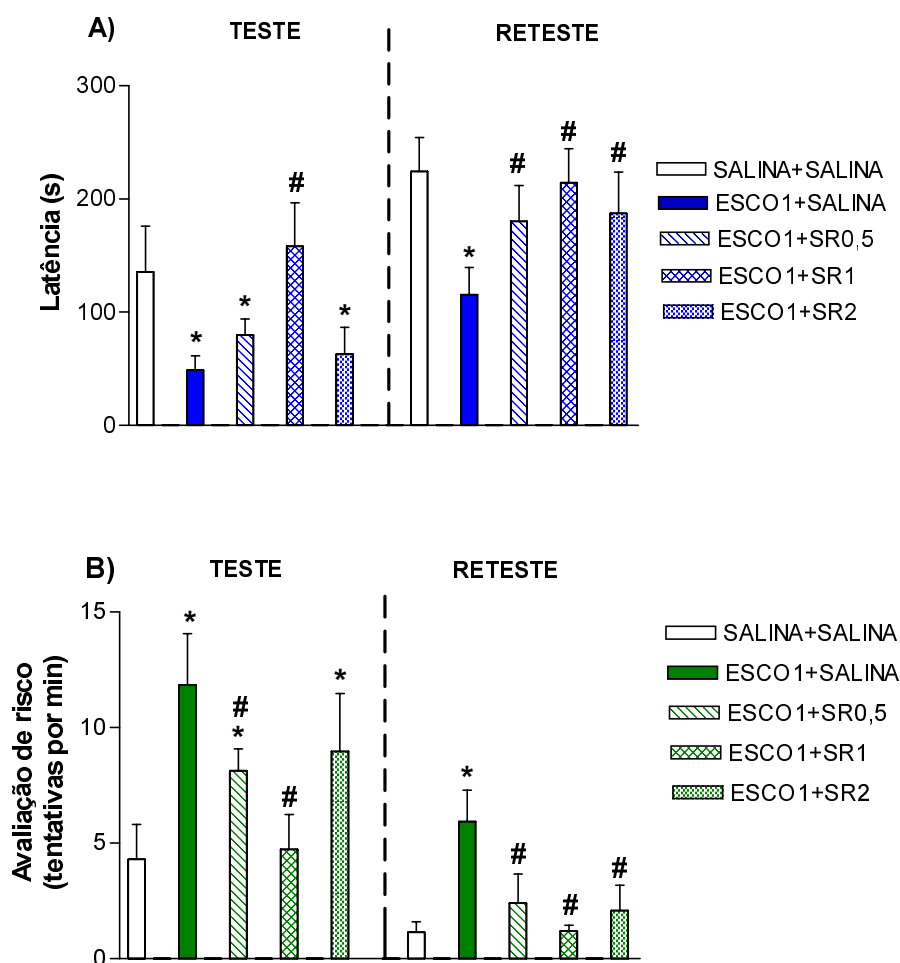 A)
TESTE
RETESTE
300
200
100
0
Latência (s)
*
*
#
*
*
#
#
#
SALINA+SALINA
ESCO1+SALINA
ESCO1+SR0,5
ESCO1+SR1
ESCO1+SR2
B)
TESTE
RETESTE
15
10
5
0
Avaliação de risco
(tentativas por min)
*
#
*
#
*
*
#
#
#
SALINA+SALINA
ESCO1+SALINA
ESCO1+SR0,5
ESCO1+SR1
ESCO1+SR2